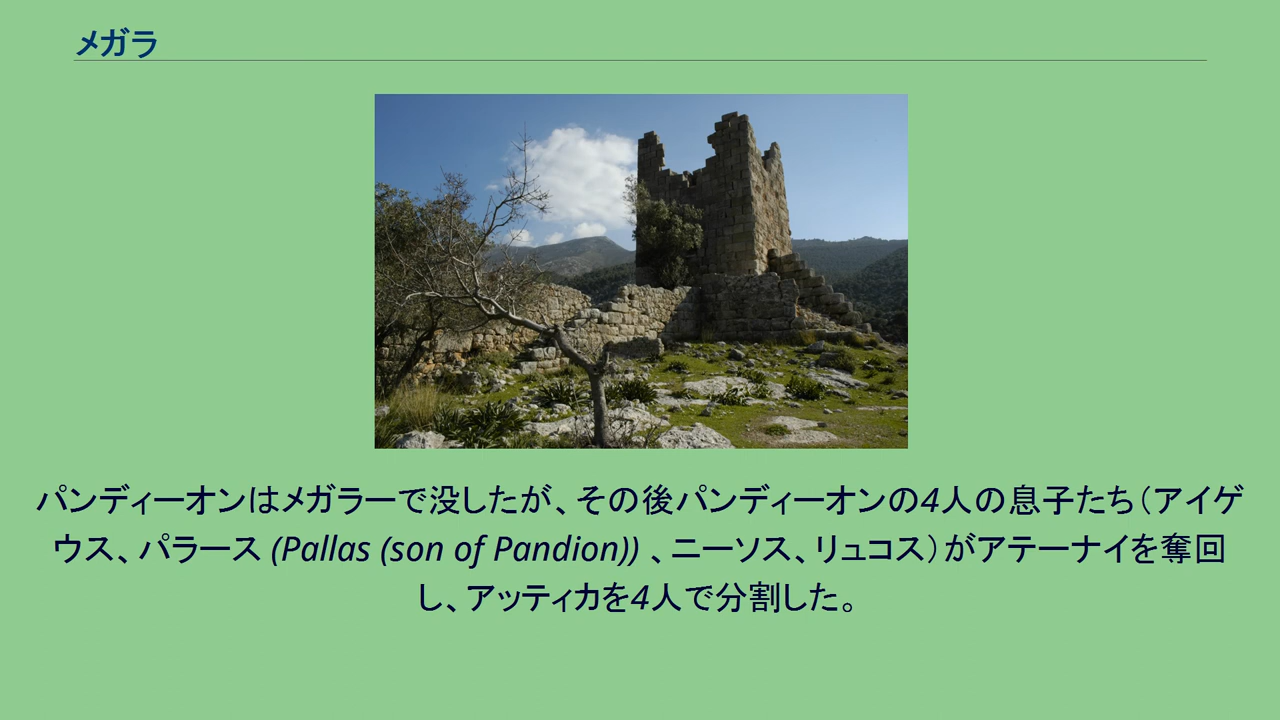 メガラ
パンディーオンはメガラーで没したが、その後パンディーオンの4人の息子たち（アイゲ
ウス、パラース (Pallas (son of Pandion)) 、ニーソス、リュコス）がアテーナイを奪回
し、アッティカを4人で分割した。